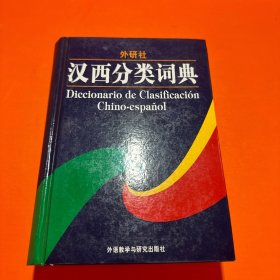 外研社
汉西分类词典
Diccionario de Clasificación
Chino-español
外语教学与研究出版社